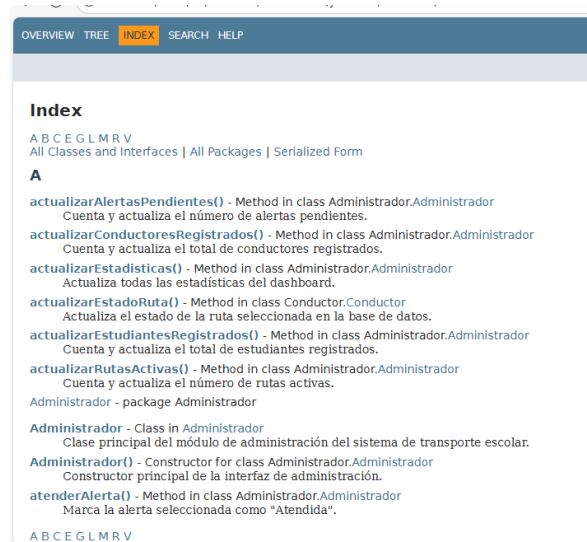 OVERVIEW TREE INDEX SEARCH HELP
Index
A B C E G L M R V
All Classes and Interfaces | All Packages | Serialized Form
A
actualizarAlertasPendientes() - Method in class Administrador.Administrador
Cuenta y actualiza el número de alertas pendientes.
actualizarConductoresRegistrados() - Method in class Administrador.Administrador
Cuenta y actualiza el total de conductores registrados.
actualizarEstadisticas() - Method in class Administrador.Administrador
Actualiza todas las estadísticas del dashboard.
actualizarEstadoRuta() - Method in class Conductor.Conductor
Actualiza el estado de la ruta seleccionada en la base de datos.
actualizarEstudiantesRegistrados() - Method in class Administrador.Administrador
Cuenta y actualiza el total de estudiantes registrados.
actualizarRutasActivas() - Method in class Administrador.Administrador
Cuenta y actualiza el número de rutas activas.
Administrador - package Administrador
Administrador - Class in Administrador
Clase principal del módulo de administración del sistema de transporte escolar.
Administrador() - Constructor for class Administrador.Administrador
Constructor principal de la interfaz de administración.
atenderAlerta() - Method in class Administrador.Administrador
Marca la alerta seleccionada como "Atendida".
A B C E G L M R V